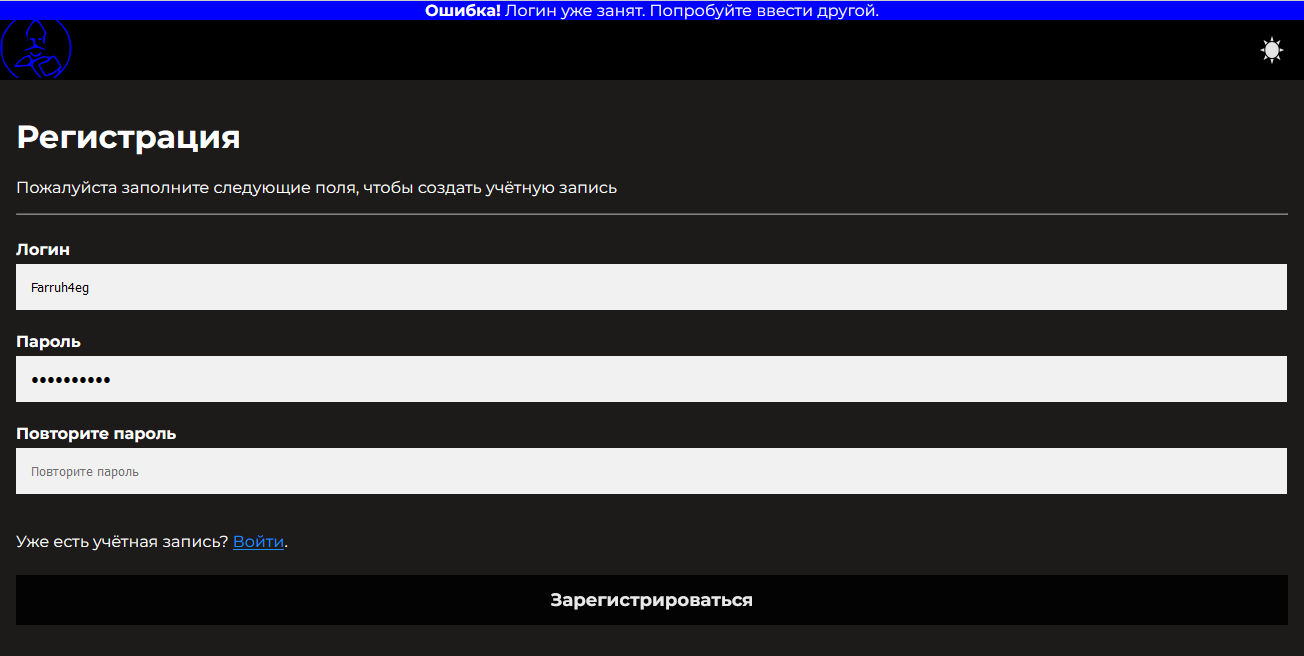 Ошибка! Логин уже занят. Попробуйте ввести другой.
Регистрация
Пожалуйста заполните следующие поля, чтобы создать учётную запись
Логин
Farruh4eg
Пароль
••••••••••
Повторите пароль
Повторите пароль
Уже есть учётная запись? Войти.
Зарегистрироваться